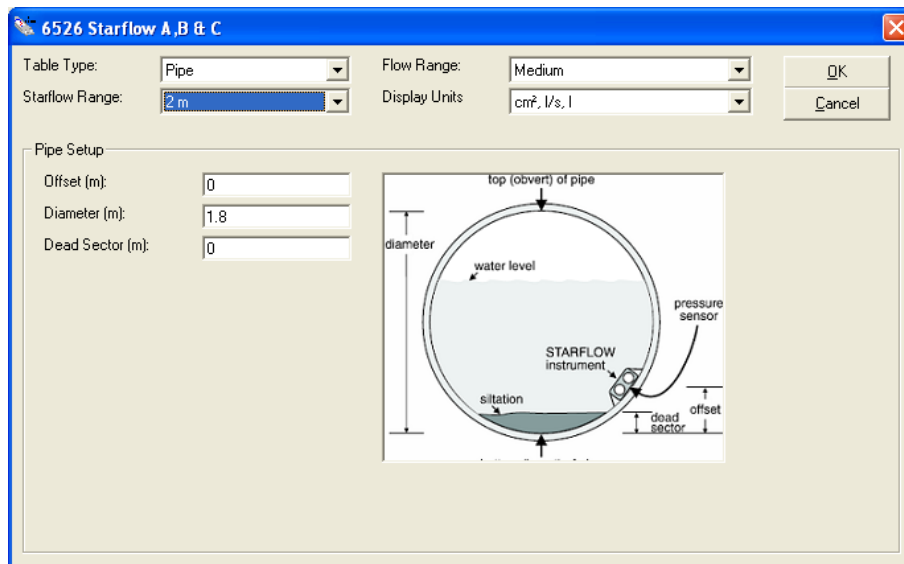 6526 Starflow A,B & C
Table Type:
Pipe
Flow Range:
Medium
OK
Starflow Range:
2 m
Display Units
cm², l/s, l
Cancel
Pipe Setup
Offset (m):
0
Diameter (m):
1.8
Dead Sector (m):
0
top (obvert) of pipe
diameter
water level
pressure
sensor
STARFLOW
instrument
siltation
offset
dead
sector